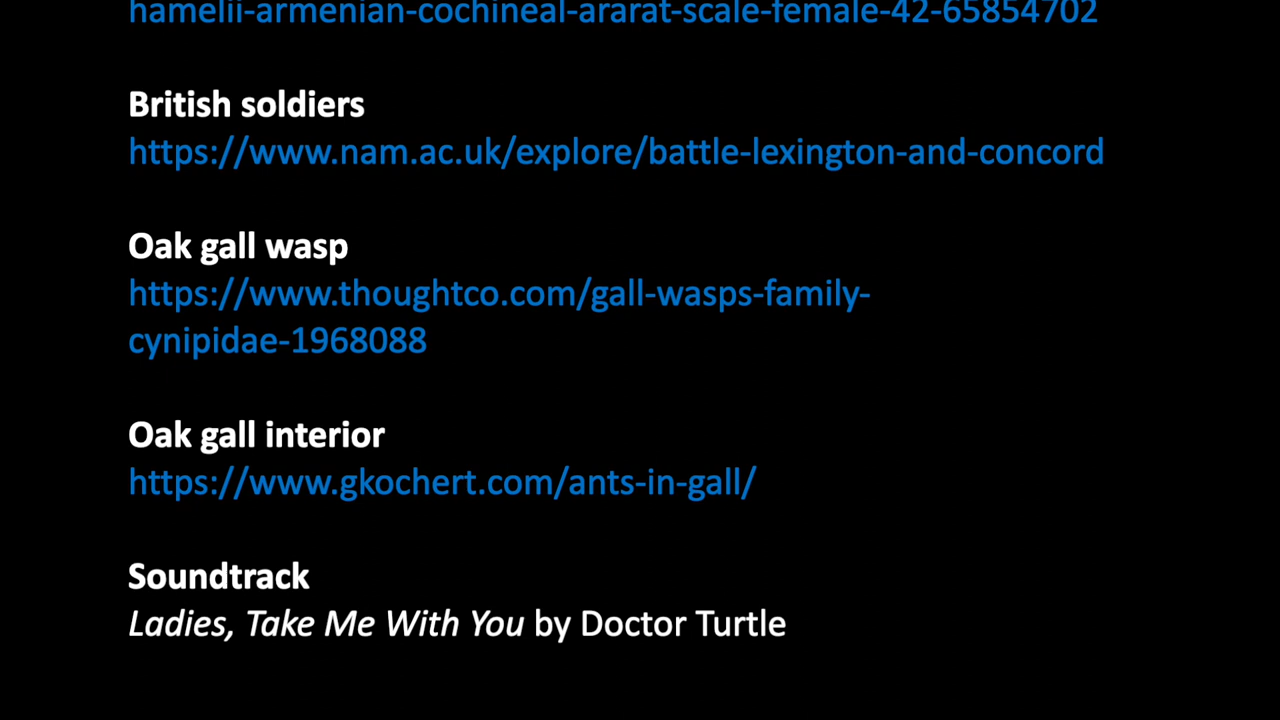 hamelii-armenian-cochineal-ararat-scale-female-42-65854702
British soldiers
https://www.nam.ac.uk/explore/battle-lexington-and-concord
Oak gall wasp
https://www.thoughtco.com/gall-wasps-family-
cynipidae-1968088
Oak gall interior
https://www.gkochert.com/ants-in-gall/
Soundtrack
Ladies, Take Me With You by Doctor Turtle